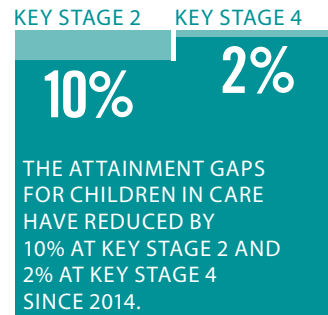 KEY STAGE 2 KEY STAGE 4
10% 2%
THE ATTAINMENT GAPS
FOR CHILDREN IN CARE
HAVE REDUCED BY
10% AT KEY STAGE 2 AND
2% AT KEY STAGE 4
SINCE 2014.